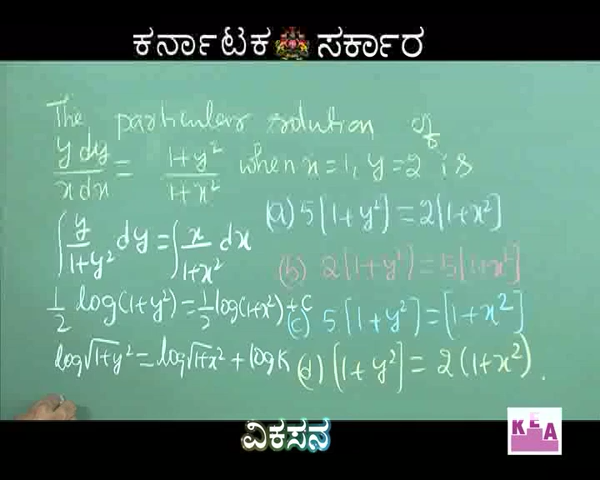 ಕರ್ನಾಟಕ ಸರ್ಕಾರ
The particular solution of
y dy / x dx = 1+y² / 1+x² when x=1, y=2 is
∫ y / 1+y² dy = ∫ x / 1+x² dx
(a) 5[1+y²] = 2[1+x²]
(b) 2[1+y²] = 5[1+x²]
1/2 log(1+y²) = 1/2 log(1+x²) + c
(c) 5[1+y²] = [1+x²]
log√1+y² = log√1+x² + log K
(d) [1+y²] = 2(1+x²).
ವಿಕಸನ
KEA